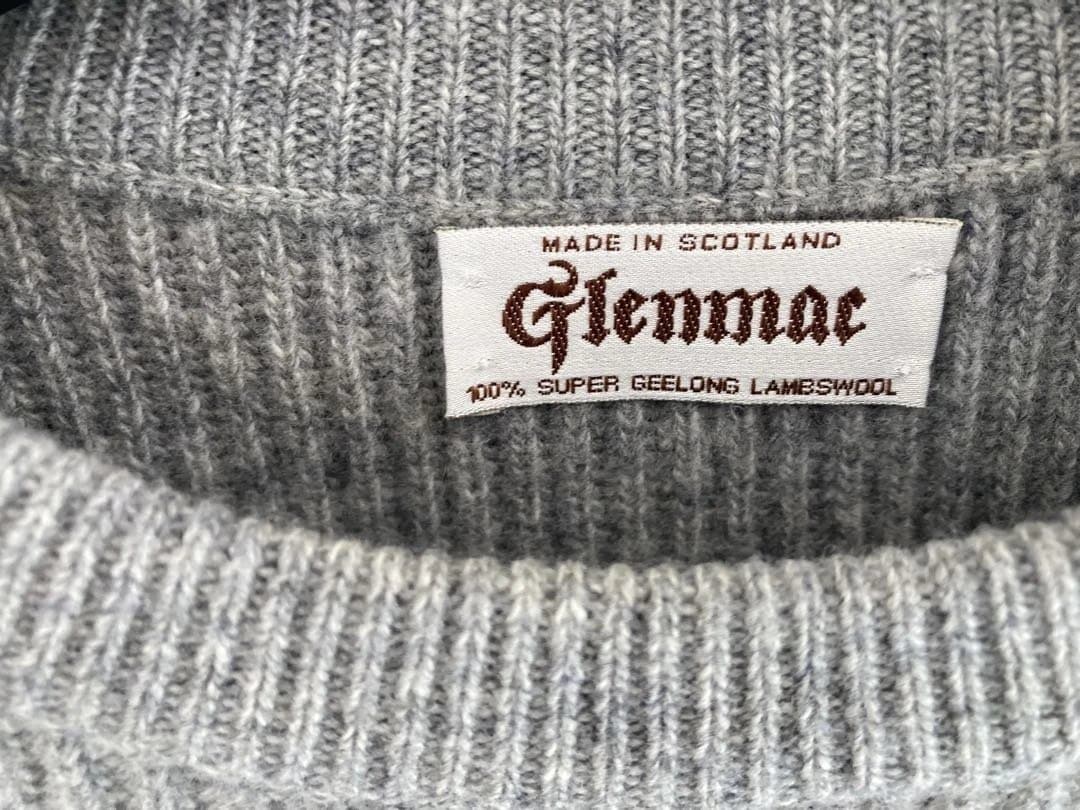 MADE IN SCOTLAND
Glenmac
100% SUPER GEELONG LAMBSWOOL